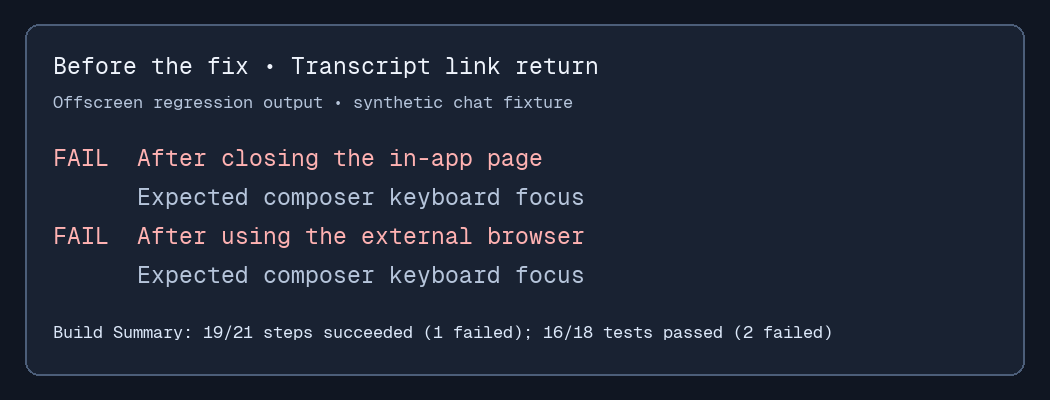 Before the fix • Transcript link return
Offscreen regression output • synthetic chat fixture
FAIL After closing the in-app page
Expected composer keyboard focus
FAIL After using the external browser
Expected composer keyboard focus
Build Summary: 19/21 steps succeeded (1 failed); 16/18 tests passed (2 failed)